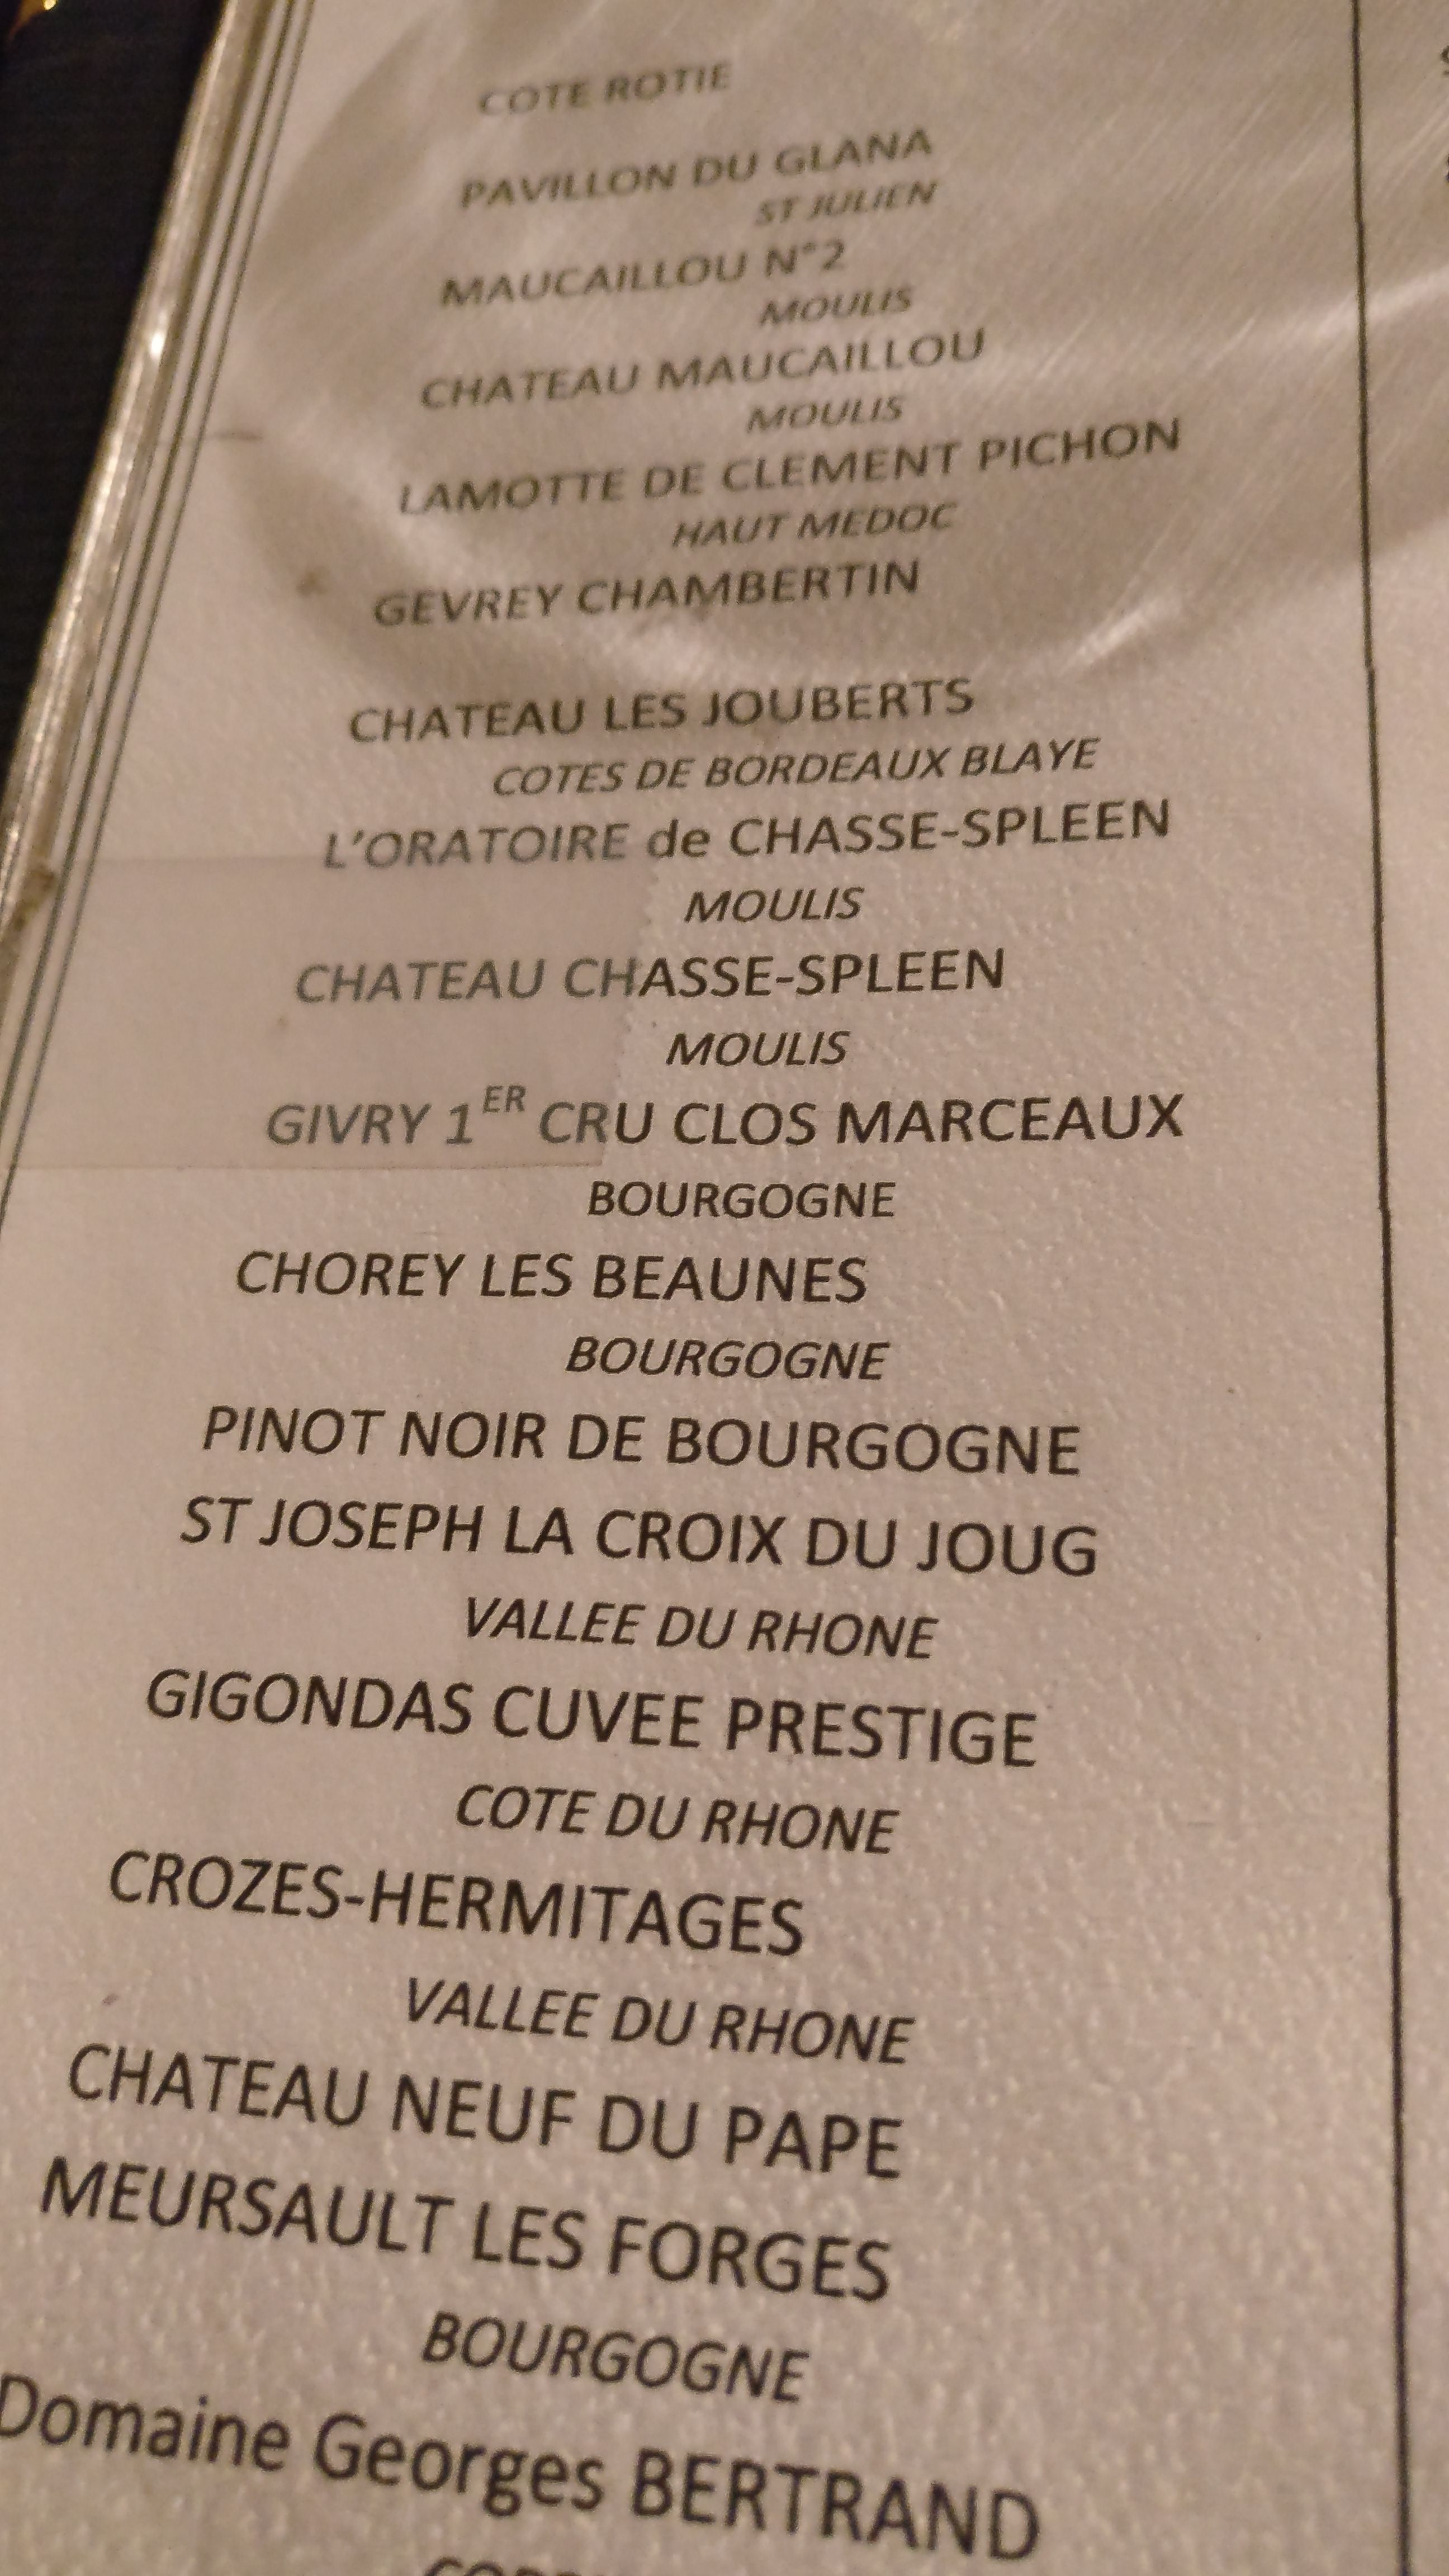 COTE ROTIE
PAVILLON DU GLANA
ST JULIEN
MAUCAILLOU N°2
MOULIS
CHATEAU MAUCAILLOU
MOULIS
LAMOTTE DE CLEMENT PICHON
HAUT MEDOC
GEVREY CHAMBERTIN
CHATEAU LES JOUBERTS
COTES DE BORDEAUX BLAYE
L'ORATOIRE de CHASSE-SPLEEN
MOULIS
CHATEAU CHASSE-SPLEEN
MOULIS
GIVRY 1ER CRU CLOS MARCEAUX
BOURGOGNE
CHOREY LES BEAUNES
BOURGOGNE
PINOT NOIR DE BOURGOGNE
ST JOSEPH LA CROIX DU JOUG
VALLEE DU RHONE
GIGONDAS CUVEE PRESTIGE
COTE DU RHONE
CROZES-HERMITAGES
VALLEE DU RHONE
CHATEAU NEUF DU PAPE
MEURSAULT LES FORGES
BOURGOGNE
Domaine Georges BERTRAND